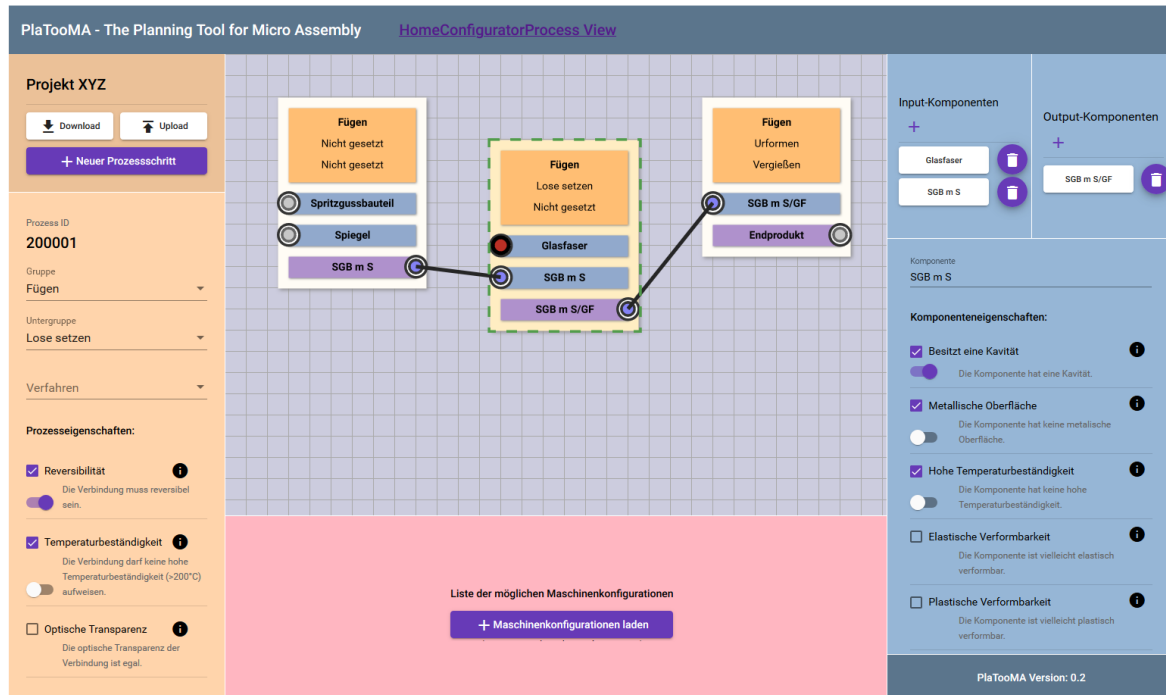 PlaTooMA - The Planning Tool for Micro Assembly
HomeConfiguratorProcess View
Projekt XYZ
Download
Upload
+ Neuer Prozessschritt
Prozess ID
200001
Gruppe
Fügen
Untergruppe
Lose setzen
Verfahren
Prozesseigenschaften:
Reversibilität
Die Verbindung muss reversibel
sein.
Temperaturbeständigkeit
Die Verbindung darf keine hohe
Temperaturbeständigkeit (>200°C)
aufweisen.
Optische Transparenz
Die optische Transparenz der
Verbindung ist egal.
Fügen
Nicht gesetzt
Nicht gesetzt
Spritzgussbauteil
Spiegel
SGB m S
Fügen
Lose setzen
Nicht gesetzt
Glasfaser
SGB m S
SGB m S/GF
Fügen
Urformen
Vergießen
SGB m S/GF
Endprodukt
Liste der möglichen Maschinenkonfigurationen
+ Maschinenkonfigurationen laden
Input-Komponenten
+
Glasfaser
SGB m S
Output-Komponenten
+
SGB m S/GF
Komponente
SGB m S
Komponenteneigenschaften:
Besitzt eine Kavität
Die Komponente hat eine Kavität.
Metallische Oberfläche
Die Komponente hat keine metalische
Oberfläche.
Hohe Temperaturbeständigkeit
Die Komponente hat keine hohe
Temperaturbeständigkeit.
Elastische Verformbarkeit
Die Komponente ist vielleicht elastisch
verformbar.
Plastische Verformbarkeit
Die Komponente ist vielleicht plastisch
verformbar.
PlaTooMA Version: 0.2